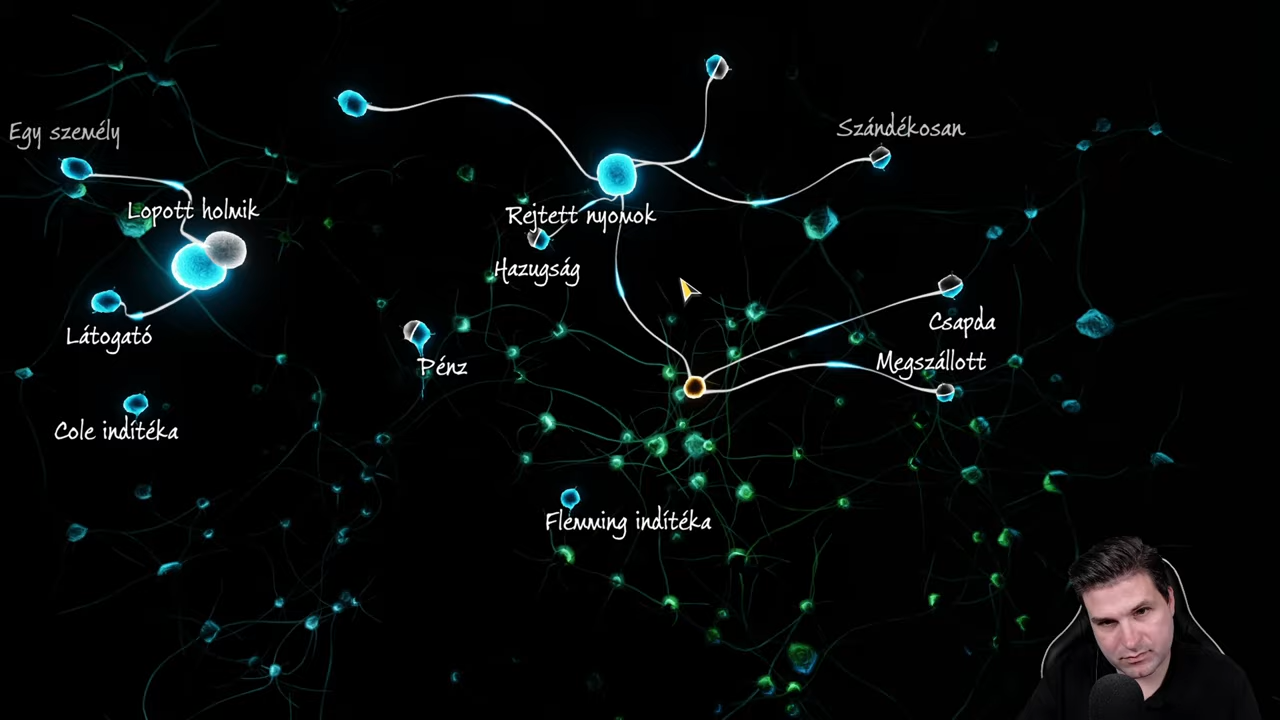 Szándékosan
Egy személy
Lopott holmik
Rejtett nyomok
Hazugság
Csapda
Látogató
Megszállott
Pénz
Cole indítéka
Flemming indítéka